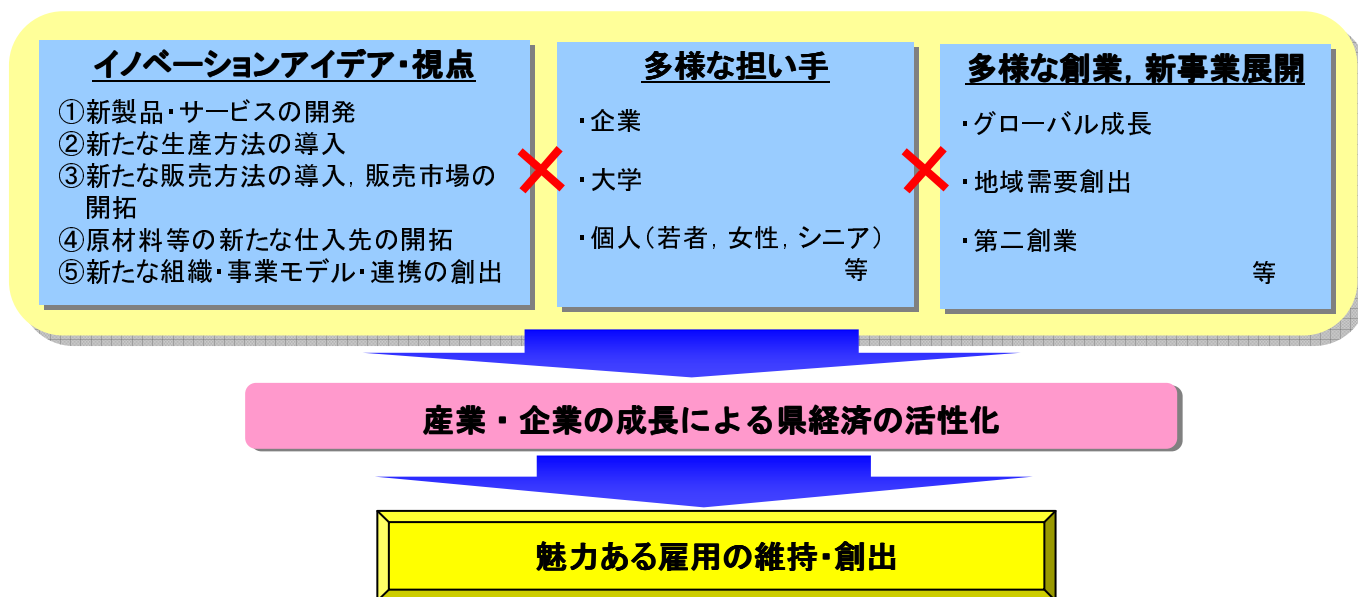 イノベーションアイデア・視点
①新製品・サービスの開発
②新たな生産方法の導入
③新たな販売方法の導入，販売市場の
開拓
④原材料等の新たな仕入先の開拓
⑤新たな組織・事業モデル・連携の創出
多様な担い手
・企業
・大学
・個人（若者，女性，シニア）
等
多様な創業，新事業展開
・グローバル成長
・地域需要創出
・第二創業
等
産業・企業の成長による県経済の活性化
魅力ある雇用の維持・創出